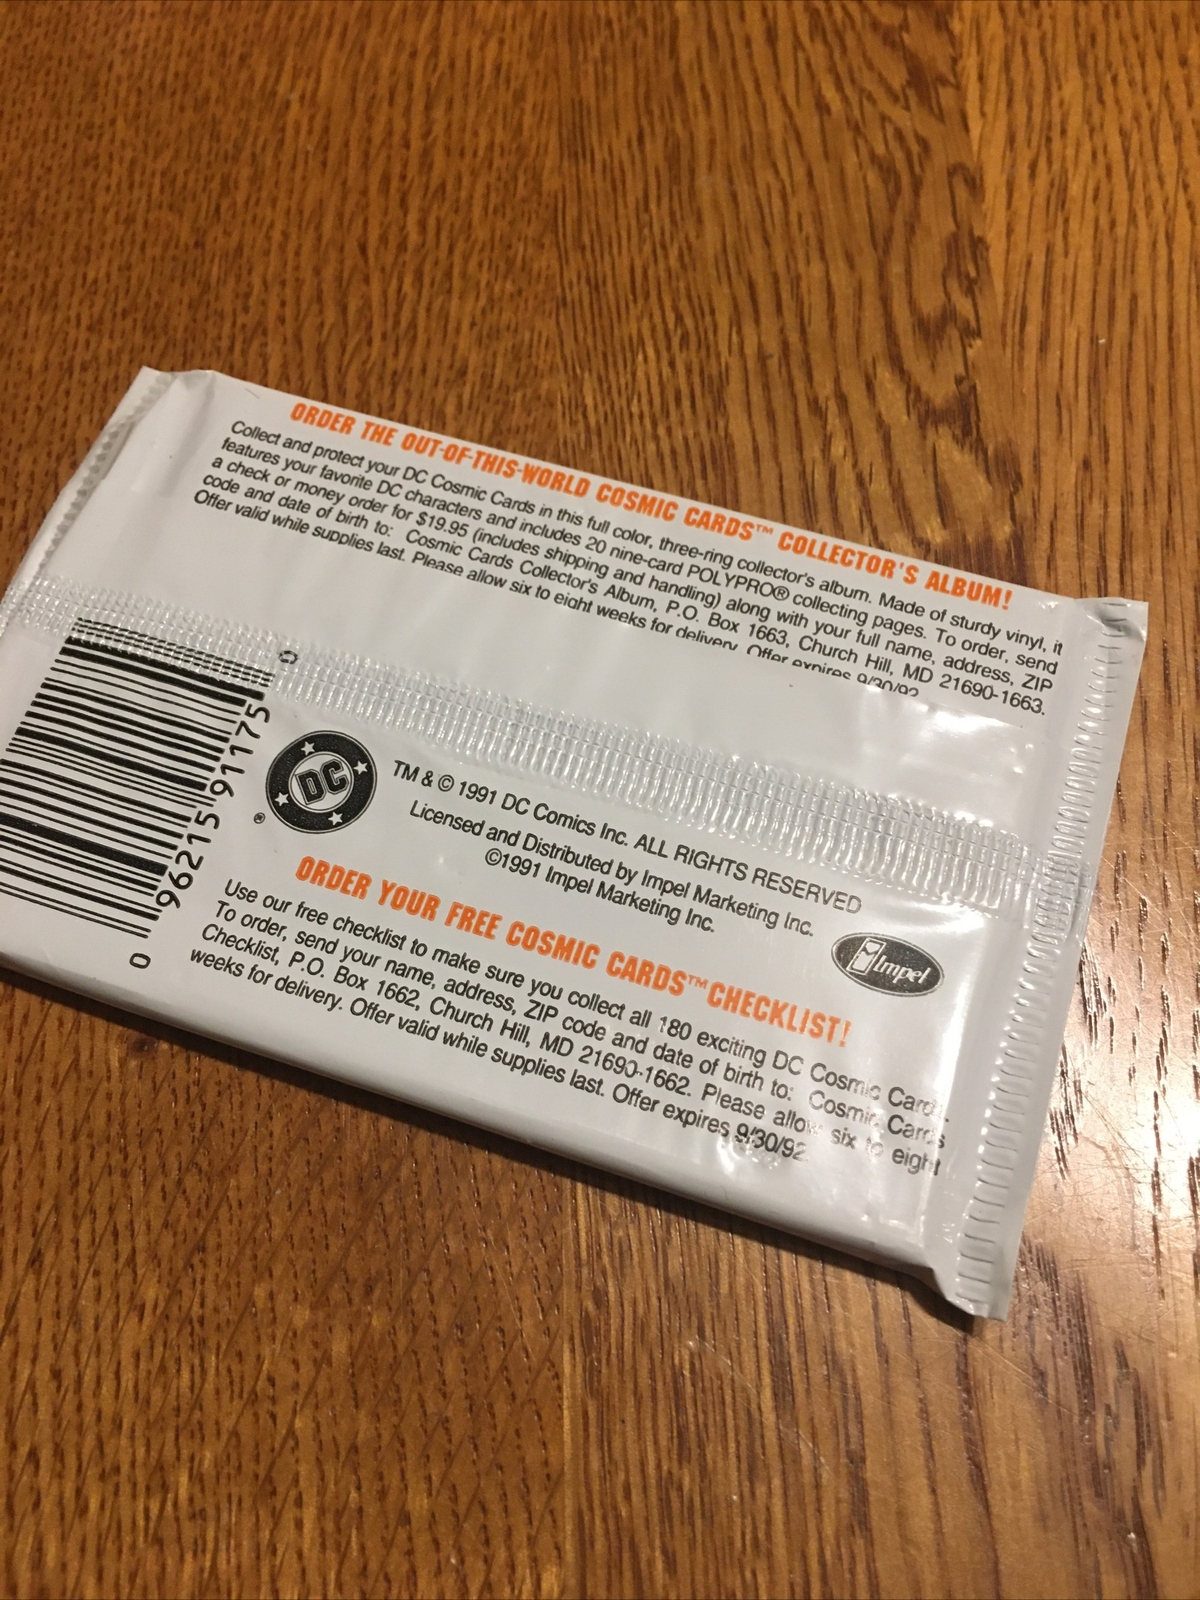 ORDER THE OUT-OF-THIS-WORLD COSMIC CARDS™ COLLECTOR'S ALBUM!
Collect and protect your DC Cosmic Cards in this full color, three-ring collector's album. Made of sturdy vinyl, it
features your favorite DC characters and includes 20 nine-card POLYPRO® collecting pages. To order, send
a check or money order for $19.95 (includes shipping and handling) along with your full name, address, ZIP
code and date of birth to: Cosmic Cards Collector's Album, P.O. Box 1663, Church Hill, MD 21690-1663.
Offer valid while supplies last. Please allow six to eight weeks for delivery. Offer expires 9/30/92
0 96215 91175 0
DC
®
TM & © 1991 DC Comics Inc. ALL RIGHTS RESERVED
Licensed and Distributed by Impel Marketing Inc.
©1991 Impel Marketing Inc.
Impel
ORDER YOUR FREE COSMIC CARDS™ CHECKLIST!
Use our free checklist to make sure you collect all 180 exciting DC Cosmic Cards.
To order, send your name, address, ZIP code and date of birth to: Cosmic Cards
Checklist, P.O. Box 1662, Church Hill, MD 21690-1662. Please allow six to eight
weeks for delivery. Offer valid while supplies last. Offer expires 9/30/92.